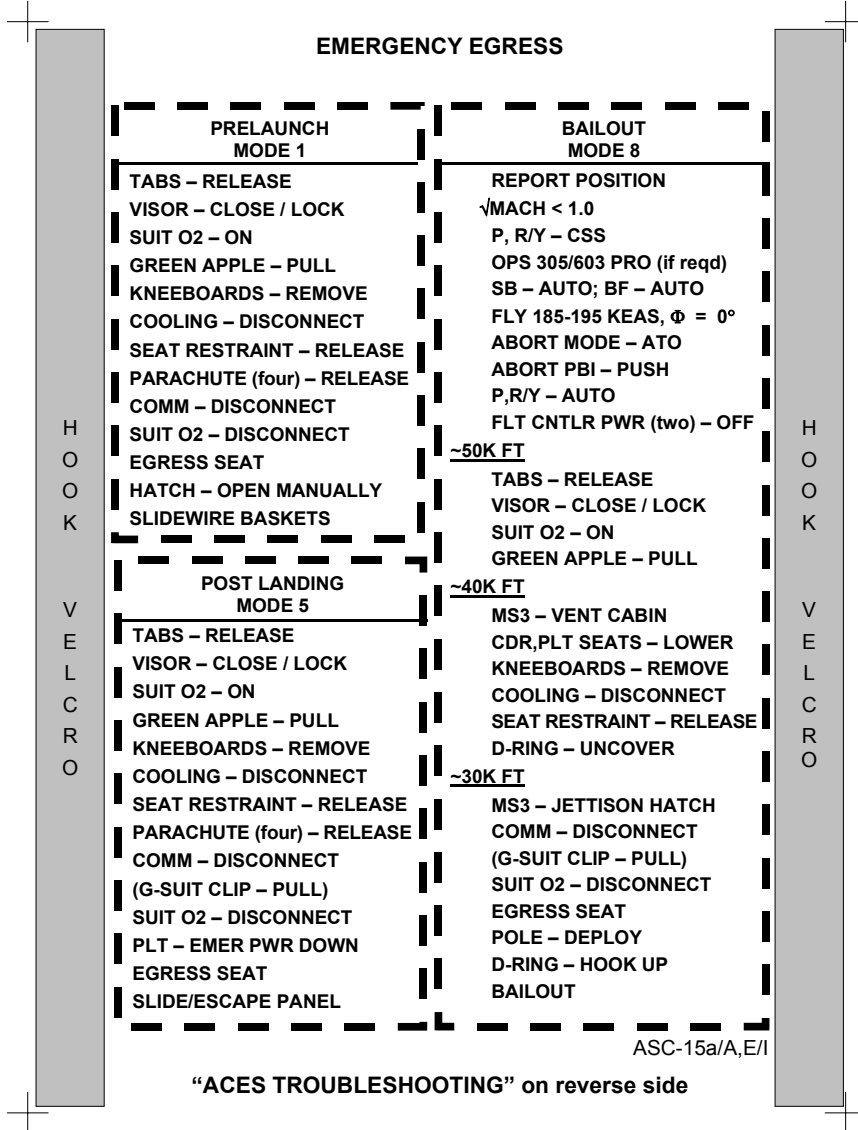 EMERGENCY EGRESS
PRELAUNCH
MODE 1
TABS – RELEASE
VISOR – CLOSE / LOCK
SUIT O2 – ON
GREEN APPLE – PULL
KNEEBOARDS – REMOVE
COOLING – DISCONNECT
SEAT RESTRAINT – RELEASE
PARACHUTE (four) – RELEASE
COMM – DISCONNECT
SUIT O2 – DISCONNECT
EGRESS SEAT
HATCH – OPEN MANUALLY
SLIDEWIRE BASKETS
POST LANDING
MODE 5
TABS – RELEASE
VISOR – CLOSE / LOCK
SUIT O2 – ON
GREEN APPLE – PULL
KNEEBOARDS – REMOVE
COOLING – DISCONNECT
SEAT RESTRAINT – RELEASE
PARACHUTE (four) – RELEASE
COMM – DISCONNECT
(G-SUIT CLIP – PULL)
SUIT O2 – DISCONNECT
PLT – EMER PWR DOWN
EGRESS SEAT
SLIDE/ESCAPE PANEL
BAILOUT
MODE 8
REPORT POSITION
√MACH < 1.0
P, R/Y – CSS
OPS 305/603 PRO (if reqd)
SB – AUTO; BF – AUTO
FLY 185-195 KEAS, Φ = 0°
ABORT MODE – ATO
ABORT PBI – PUSH
P,R/Y – AUTO
FLT CNTLR PWR (two) – OFF
~50K FT
TABS – RELEASE
VISOR – CLOSE / LOCK
SUIT O2 – ON
GREEN APPLE – PULL
~40K FT
MS3 – VENT CABIN
CDR,PLT SEATS – LOWER
KNEEBOARDS – REMOVE
COOLING – DISCONNECT
SEAT RESTRAINT – RELEASE
D-RING – UNCOVER
~30K FT
MS3 – JETTISON HATCH
COMM – DISCONNECT
(G-SUIT CLIP – PULL)
SUIT O2 – DISCONNECT
EGRESS SEAT
POLE – DEPLOY
D-RING – HOOK UP
BAILOUT
HOOK VELCRO
HOOK VELCRO
ASC-15a/A,E/I
“ACES TROUBLESHOOTING” on reverse side